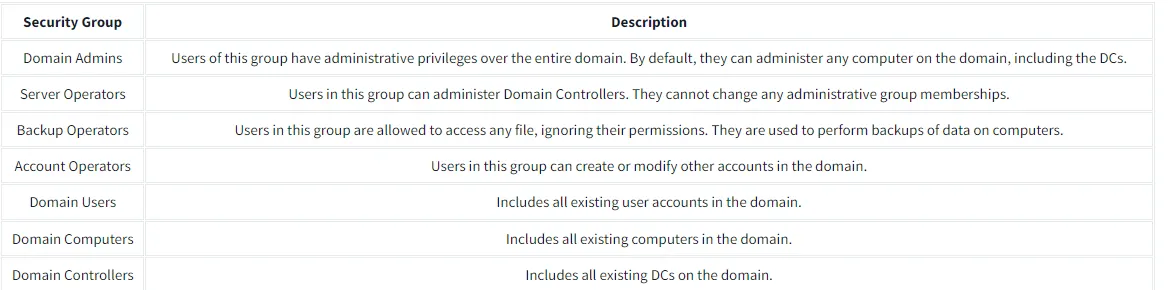 Security Group Description
Domain Admins Users of this group have administrative privileges over the entire domain. By default, they can administer any computer on the domain, including the DCs.
Server Operators Users in this group can administer Domain Controllers. They cannot change any administrative group memberships.
Backup Operators Users in this group are allowed to access any file, ignoring their permissions. They are used to perform backups of data on computers.
Account Operators Users in this group can create or modify other accounts in the domain.
Domain Users Includes all existing user accounts in the domain.
Domain Computers Includes all existing computers in the domain.
Domain Controllers Includes all existing DCs on the domain.